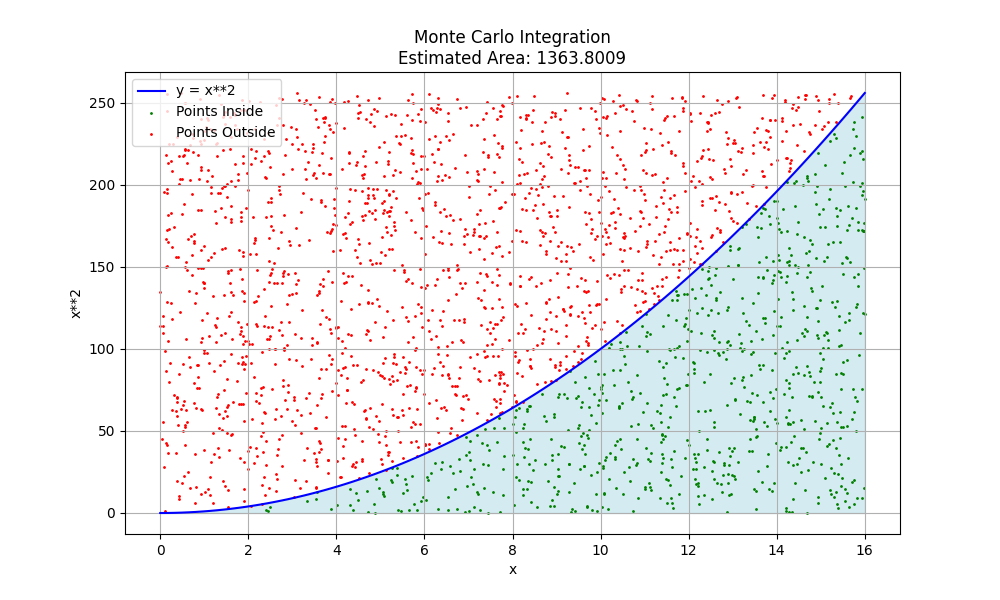 Monte Carlo Integration
Estimated Area: 1363.8009
y = x**2
Points Inside
Points Outside
250
200
150
100
50
0
x**2
0 2 4 6 8 10 12 14 16
x